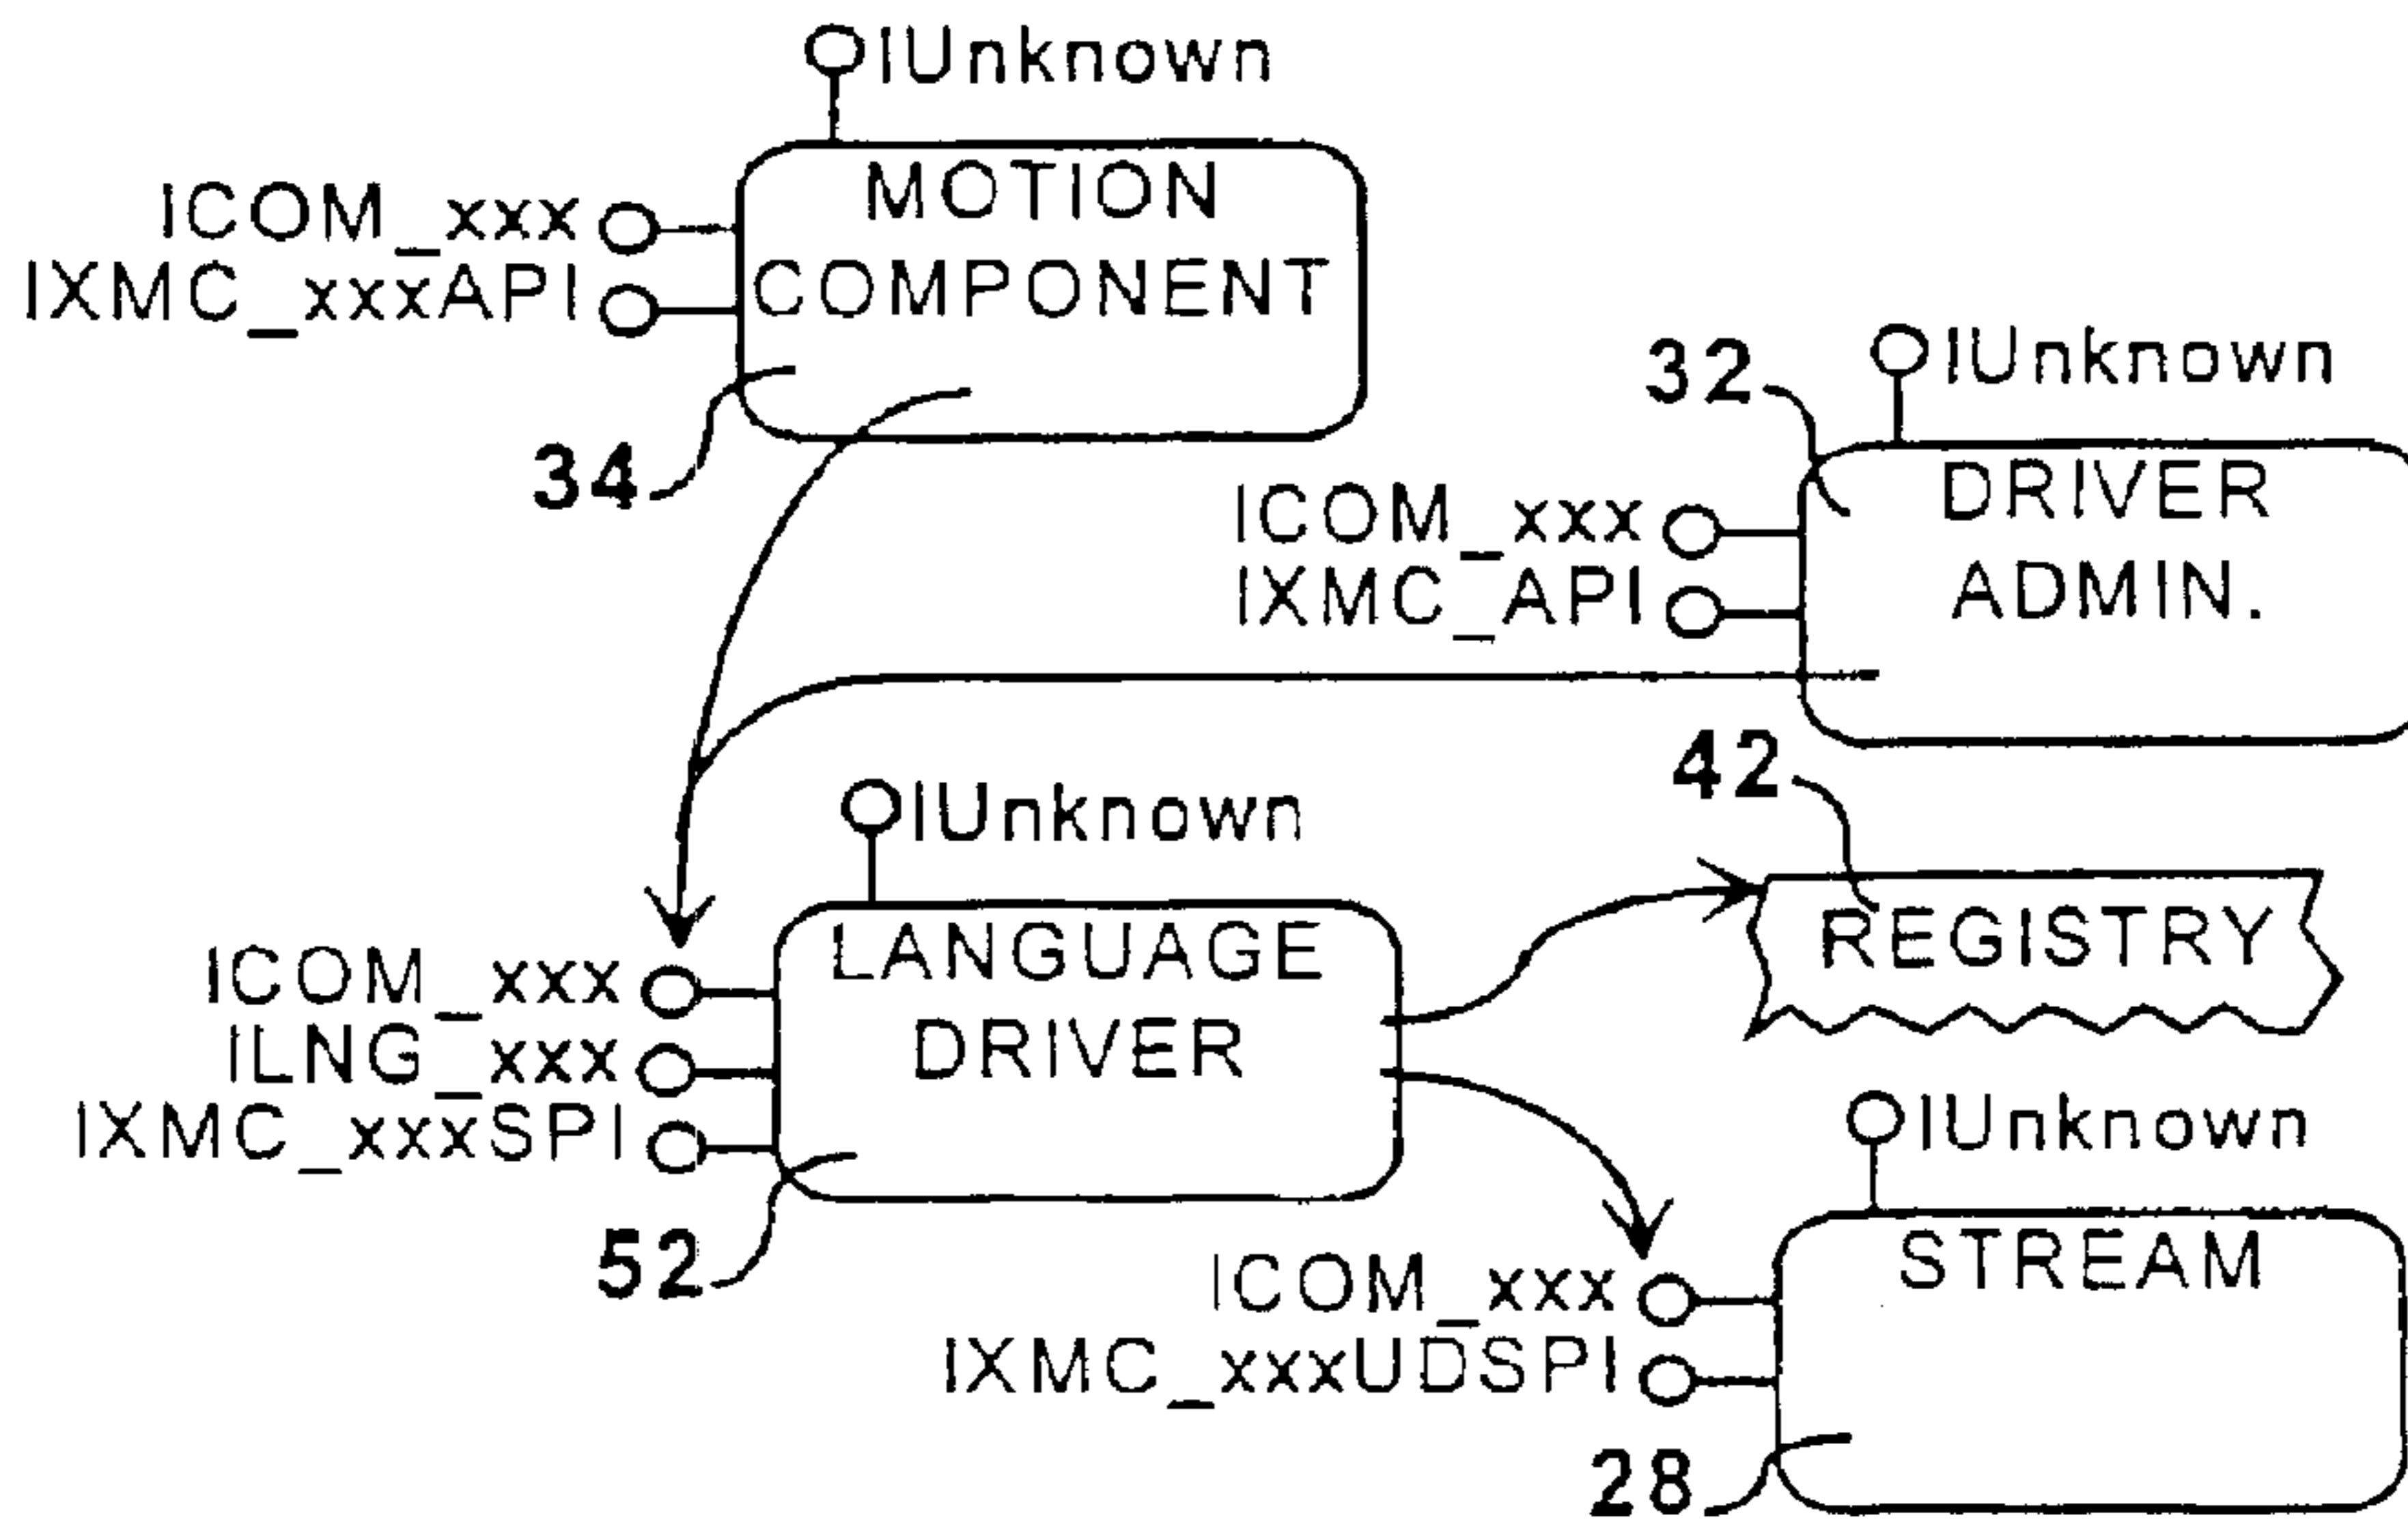 IUnknown
MOTION
COMPONENT
ICOM_xxx
IXMC_xxxAPI
34
32
IUnknown
DRIVER
ADMIN.
ICOM_xxx
IXMC_API
42
IUnknown
LANGUAGE
DRIVER
REGISTRY
ICOM_xxx
ILNG_xxx
IXMC_xxxSPI
52
IUnknown
STREAM
ICOM_xxx
IXMC_xxxUDSPI
28